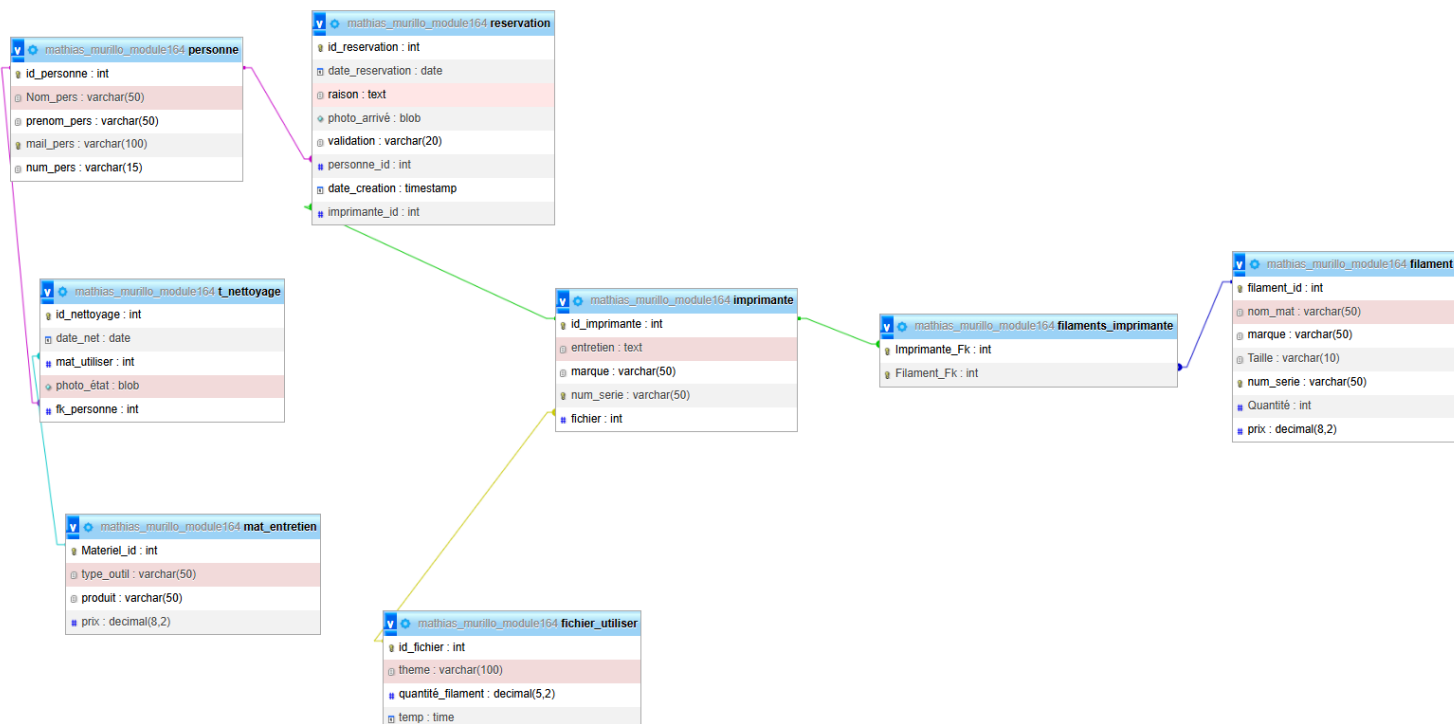 mathias_murillo_module164 personne
id_personne : int
Nom_pers : varchar(50)
prenom_pers : varchar(50)
mail_pers : varchar(100)
num_pers : varchar(15)
mathias_murillo_module164 reservation
id_reservation : int
date_reservation : date
raison : text
photo_arrivé : blob
validation : varchar(20)
personne_id : int
date_creation : timestamp
imprimante_id : int
mathias_murillo_module164 t_nettoyage
id_nettoyage : int
date_net : date
mat_utiliser : int
photo_état : blob
fk_personne : int
mathias_murillo_module164 imprimante
id_imprimante : int
entretien : text
marque : varchar(50)
num_serie : varchar(50)
fichier : int
mathias_murillo_module164 filaments_imprimante
Imprimante_Fk : int
Filament_Fk : int
mathias_murillo_module164 filament
filament_id : int
nom_mat : varchar(50)
marque : varchar(50)
Taille : varchar(10)
num_serie : varchar(50)
Quantité : int
prix : decimal(8,2)
mathias_murillo_module164 mat_entretien
Materiel_id : int
type_outil : varchar(50)
produit : varchar(50)
prix : decimal(8,2)
mathias_murillo_module164 fichier_utiliser
id_fichier : int
theme : varchar(100)
quantité_filament : decimal(5,2)
temp : time